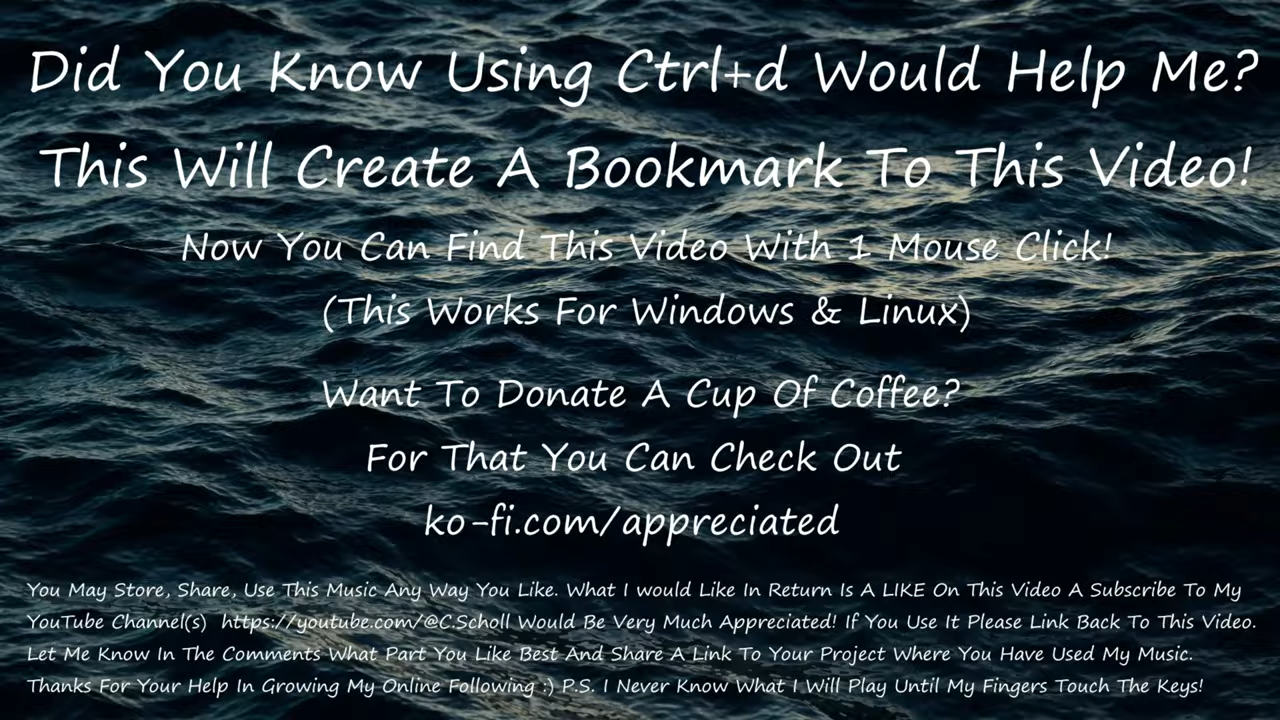 Did You Know Using Ctrl+d Would Help Me?
This Will Create A Bookmark To This Video!
Now You Can Find This Video With 1 Mouse Click!
(This Works For Windows & Linux)
Want To Donate A Cup Of Coffee?
For That You Can Check Out
ko-fi.com/appreciated
You May Store, Share, Use This Music Any Way You Like. What I would Like In Return Is A LIKE On This Video A Subscribe To My
YouTube Channel(s) https://youtube.com/@C.Scholl Would Be Very Much Appreciated! If You Use It Please Link Back To This Video.
Let Me Know In The Comments What Part You Like Best And Share A Link To Your Project Where You Have Used My Music.
Thanks For Your Help In Growing My Online Following :) P.S. I Never Know What I Will Play Until My Fingers Touch The Keys!